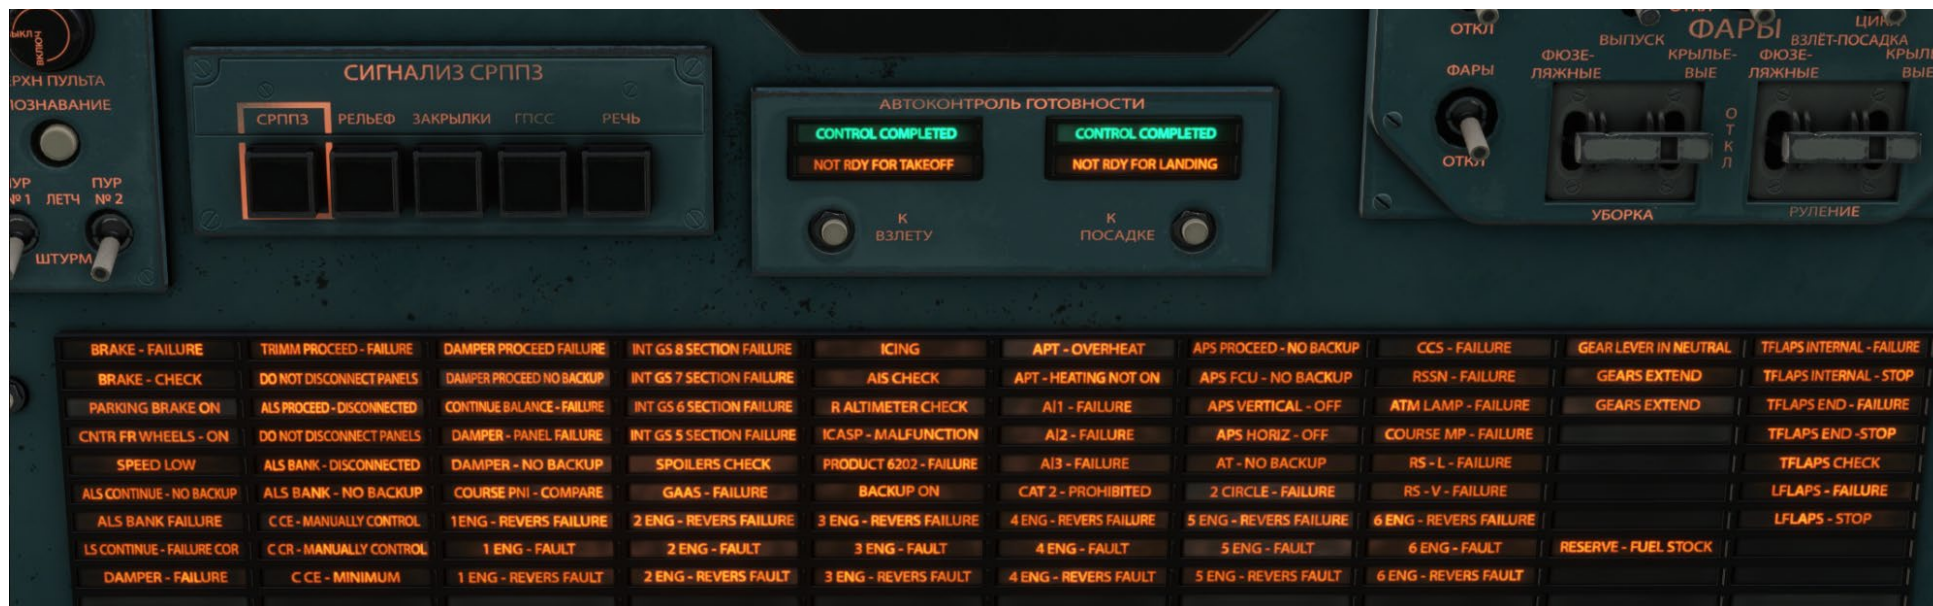 ВКЛЮЧ
ПУЛЬТА
№ 1 ЛЕТЧ
ПУР
№ 2
ШТУРМ
СИГНАЛИЗ СРППЗ
СРППЗ РЕЛЬЕФ ЗАКРЫЛКИ ГПСС РЕЧЬ
АВТОКОНТРОЛЬ ГОТОВНОСТИ
CONTROL COMPLETED CONTROL COMPLETED
NOT RDY FOR TAKEOFF NOT RDY FOR LANDING
К
ВЗЛЕТУ
К
ПОСАДКЕ
ОТКЛ
ФАРЫ
ОТКЛ
ФАРЫ
ВЫПУСК
ВЗЛЁТ-ПОСАДКА
ФЮЗЕ-
ЛЯЖНЫЕ
КРЫЛЬЕ-
ВЫЕ
ФЮЗЕ-
ЛЯЖНЫЕ
ВЫЕ
ОТКЛ
УБОРКА
РУЛЕНИЕ
BRAKE - FAILURE TRIMM PROCEED - FAILURE DAMPER PROCEED FAILURE INT GS 8 SECTION FAILURE ICING APT - OVERHEAT APS PROCEED - NO BACKUP CCS - FAILURE GEAR LEVER IN NEUTRAL TFLAPS INTERNAL - FAILURE
BRAKE - CHECK DO NOT DISCONNECT PANELS DAMPER PROCEED NO BACKUP INT GS 7 SECTION FAILURE AIS CHECK APT - HEATING NOT ON APS FCU - NO BACKUP RSSN - FAILURE GEARS EXTEND TFLAPS INTERNAL - STOP
PARKING BRAKE ON ALS PROCEED - DISCONNECTED CONTINUE BALANCE - FAILURE INT GS 6 SECTION FAILURE R ALTIMETER CHECK A|1 - FAILURE APS VERTICAL - OFF ATM LAMP - FAILURE GEARS EXTEND TFLAPS END - FAILURE
CNTR FR WHEELS - ON DO NOT DISCONNECT PANELS DAMPER - PANEL FAILURE INT GS 5 SECTION FAILURE ICASP - MALFUNCTION A|2 - FAILURE APS HORIZ - OFF COURSE MP - FAILURE TFLAPS END -STOP
SPEED LOW ALS BANK - DISCONNECTED DAMPER - NO BACKUP SPOILERS CHECK PRODUCT 6202 - FAILURE A|3 - FAILURE AT - NO BACKUP RS - L - FAILURE TFLAPS CHECK
ALS CONTINUE - NO BACKUP ALS BANK - NO BACKUP COURSE PNI - COMPARE GAAS - FAILURE BACKUP ON CAT 2 - PROHIBITED 2 CIRCLE - FAILURE RS - V - FAILURE LFLAPS - FAILURE
ALS BANK FAILURE C CE - MANUALLY CONTROL 1 ENG - REVERS FAILURE 2 ENG - REVERS FAILURE 3 ENG - REVERS FAILURE 4 ENG - REVERS FAILURE 5 ENG - REVERS FAILURE 6 ENG - REVERS FAILURE LFLAPS - STOP
LS CONTINUE - FAILURE COR C CR - MANUALLY CONTROL 1 ENG - FAULT 2 ENG - FAULT 3 ENG - FAULT 4 ENG - FAULT 5 ENG - FAULT 6 ENG - FAULT RESERVE - FUEL STOCK
DAMPER - FAILURE C CE - MINIMUM 1 ENG - REVERS FAULT 2 ENG - REVERS FAULT 3 ENG - REVERS FAULT 4 ENG - REVERS FAULT 5 ENG - REVERS FAULT 6 ENG - REVERS FAULT